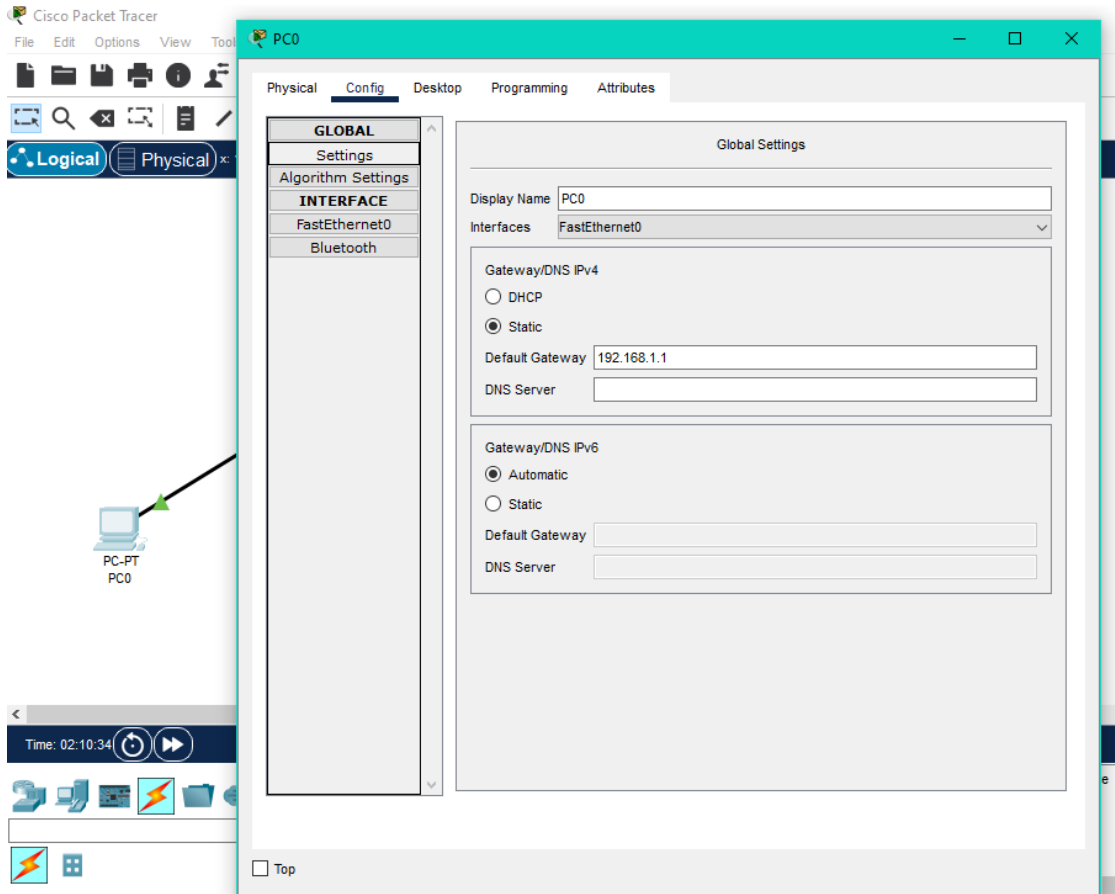 Cisco Packet Tracer
File Edit Options View Tool
Logical
Physical
x:
PC-PT
PC0
Time: 02:10:34
PC0
Physical Config Desktop Programming Attributes
GLOBAL
Settings
Algorithm Settings
INTERFACE
FastEthernet0
Bluetooth
Global Settings
Display Name PC0
Interfaces FastEthernet0
Gateway/DNS IPv4
DHCP
Static
Default Gateway 192.168.1.1
DNS Server
Gateway/DNS IPv6
Automatic
Static
Default Gateway
DNS Server
Top
e